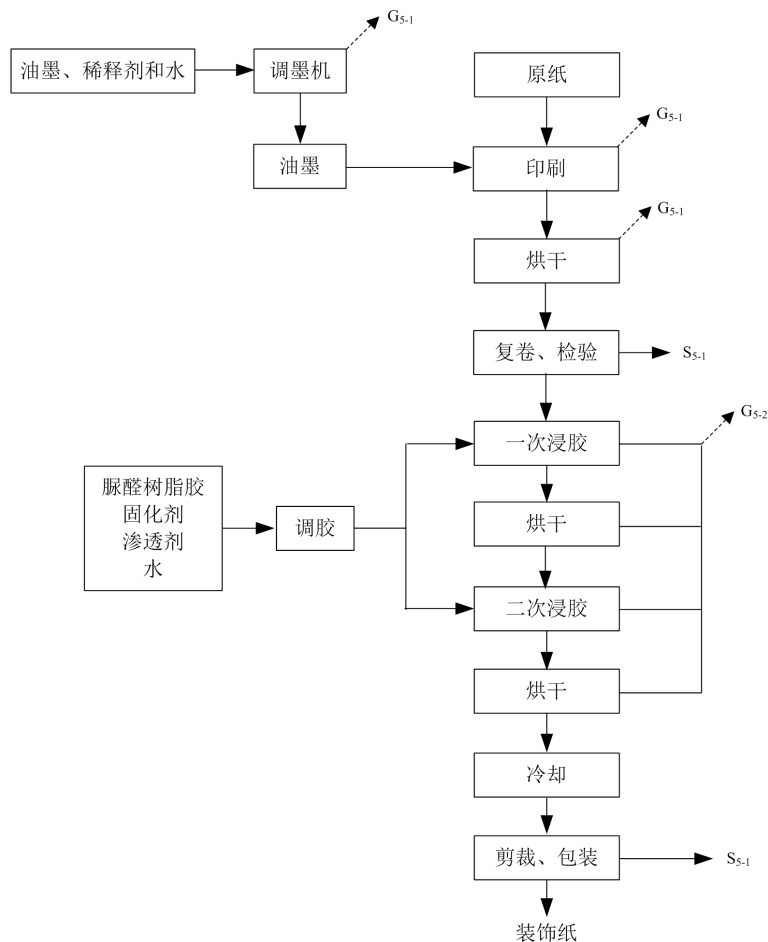 G5-1
油墨、稀释剂和水
调墨机
原纸
G5-1
油墨
印刷
G5-1
烘干
复卷、检验
S5-1
G5-2
一次浸胶
脲醛树脂胶
固化剂
渗透剂
水
调胶
烘干
二次浸胶
烘干
冷却
剪裁、包装
S5-1
装饰纸